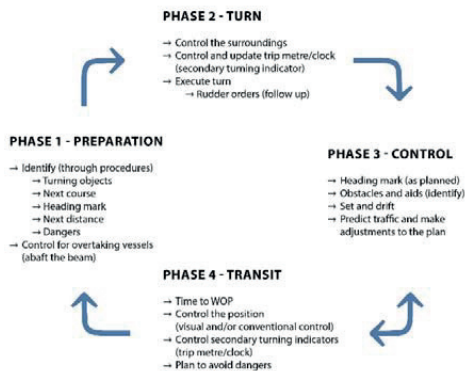 PHASE 2 - TURN
→ Control the surroundings
→ Control and update trip metre/clock
(secondary turning indicator)
→ Execute turn
→ Rudder orders (follow up)
PHASE 1 - PREPARATION
→ Identify (through procedures)
→ Turning objects
→ Next course
→ Heading mark
→ Next distance
→ Dangers
→ Control for overtaking vessels
(abaft the beam)
PHASE 3 - CONTROL
→ Heading mark (as planned)
→ Obstacles and aids (identify)
→ Set and drift
→ Predict traffic and make
adjustments to the plan
PHASE 4 - TRANSIT
→ Time to WOP
→ Control the position
(visual and/or conventional control)
→ Control secondary turning indicators
(trip metre/clock)
→ Plan to avoid dangers